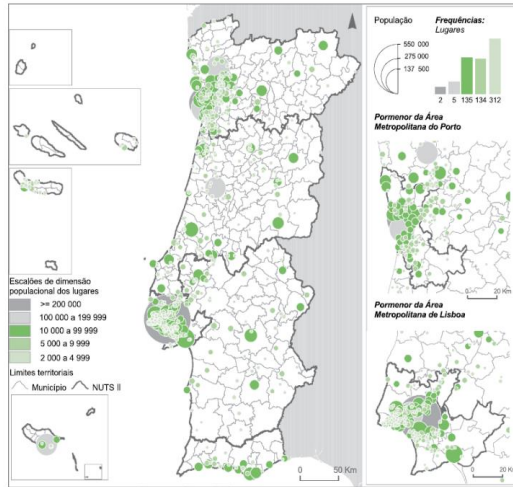 População
Frequências:
Lugares
550 000
275 000
137 500
2 5 135 134 312
Pormenor da Área
Metropolitana do Porto
0 20 Km
Escalões de dimensão
populacional dos lugares
>= 200 000
100 000 a 199 999
10 000 a 99 999
5 000 a 9 999
2 000 a 4 999
Limites territoriais
Município NUTS II
Pormenor da Área
Metropolitana de Lisboa
0 50 Km
0 20 Km